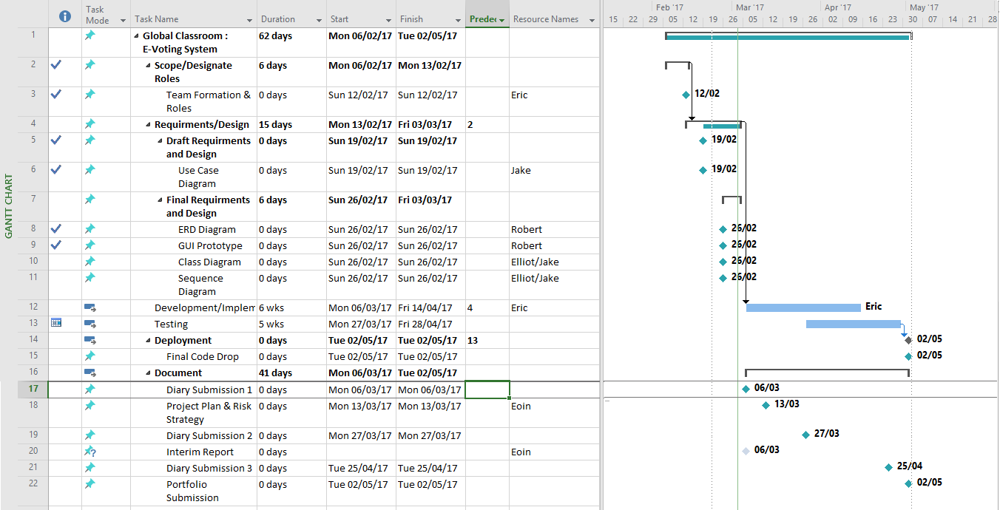 GANTT CHART
Task Mode Task Name Duration Start Finish Predec Resource Names
Feb '17 Mar '17 Apr '17 May '17
15 22 29 05 12 19 26 05 12 19 26 02 09 16 23 30 07 14 21 28
1 Global Classroom : 62 days Mon 06/02/17 Tue 02/05/17
E-Voting System
2 Scope/Designate 6 days Mon 06/02/17 Mon 13/02/17
Roles
3 Team Formation & 0 days Sun 12/02/17 Sun 12/02/17 Eric 12/02
Roles
4 Requirments/Design 15 days Mon 13/02/17 Fri 03/03/17 2
5 Draft Requirments 0 days Sun 19/02/17 Sun 19/02/17 19/02
and Design
6 Use Case 0 days Sun 19/02/17 Sun 19/02/17 Jake 19/02
Diagram
7 Final Requirments 6 days Sun 26/02/17 Fri 03/03/17
and Design
8 ERD Diagram 0 days Sun 26/02/17 Sun 26/02/17 Robert 26/02
9 GUI Prototype 0 days Sun 26/02/17 Sun 26/02/17 Robert 26/02
10 Class Diagram 0 days Sun 26/02/17 Sun 26/02/17 Elliot/Jake 26/02
11 Sequence 0 days Sun 26/02/17 Sun 26/02/17 Elliot/Jake 26/02
Diagram
12 Development/Implem 6 wks Mon 06/03/17 Fri 14/04/17 4 Eric Eric
13 Testing 5 wks Mon 27/03/17 Fri 28/04/17
14 Deployment 0 days Tue 02/05/17 Tue 02/05/17 13 02/05
15 Final Code Drop 0 days Tue 02/05/17 Tue 02/05/17 02/05
16 Document 41 days Mon 06/03/17 Tue 02/05/17
17 Diary Submission 1 0 days Mon 06/03/17 Mon 06/03/17 06/03
18 Project Plan & Risk 0 days Mon 13/03/17 Mon 13/03/17 Eoin 13/03
Strategy
19 Diary Submission 2 0 days Mon 27/03/17 Mon 27/03/17 27/03
20 Interim Report 0 days Eoin 06/03
21 Diary Submission 3 0 days Tue 25/04/17 Tue 25/04/17 25/04
22 Portfolio 0 days Tue 02/05/17 Tue 02/05/17 02/05
Submission